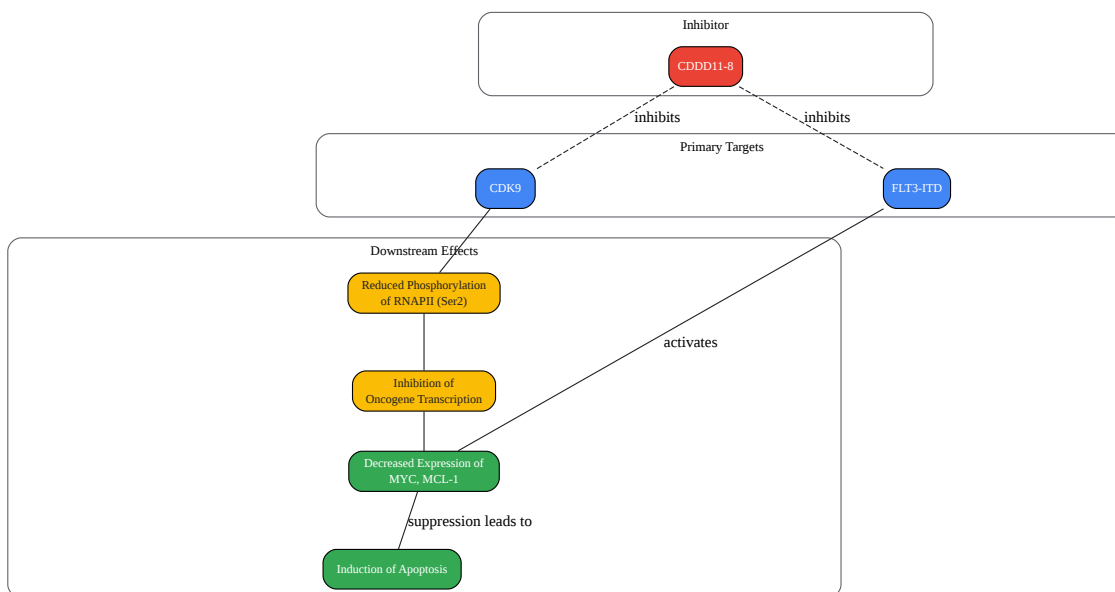 Inhibitor
CDDD11-8
inhibits
inhibits
Primary Targets
CDK9
FLT3-ITD
Downstream Effects
Reduced Phosphorylation
of RNAPII (Ser2)
activates
Inhibition of
Oncogene Transcription
Decreased Expression of
MYC, MCL-1
suppression leads to
Induction of Apoptosis